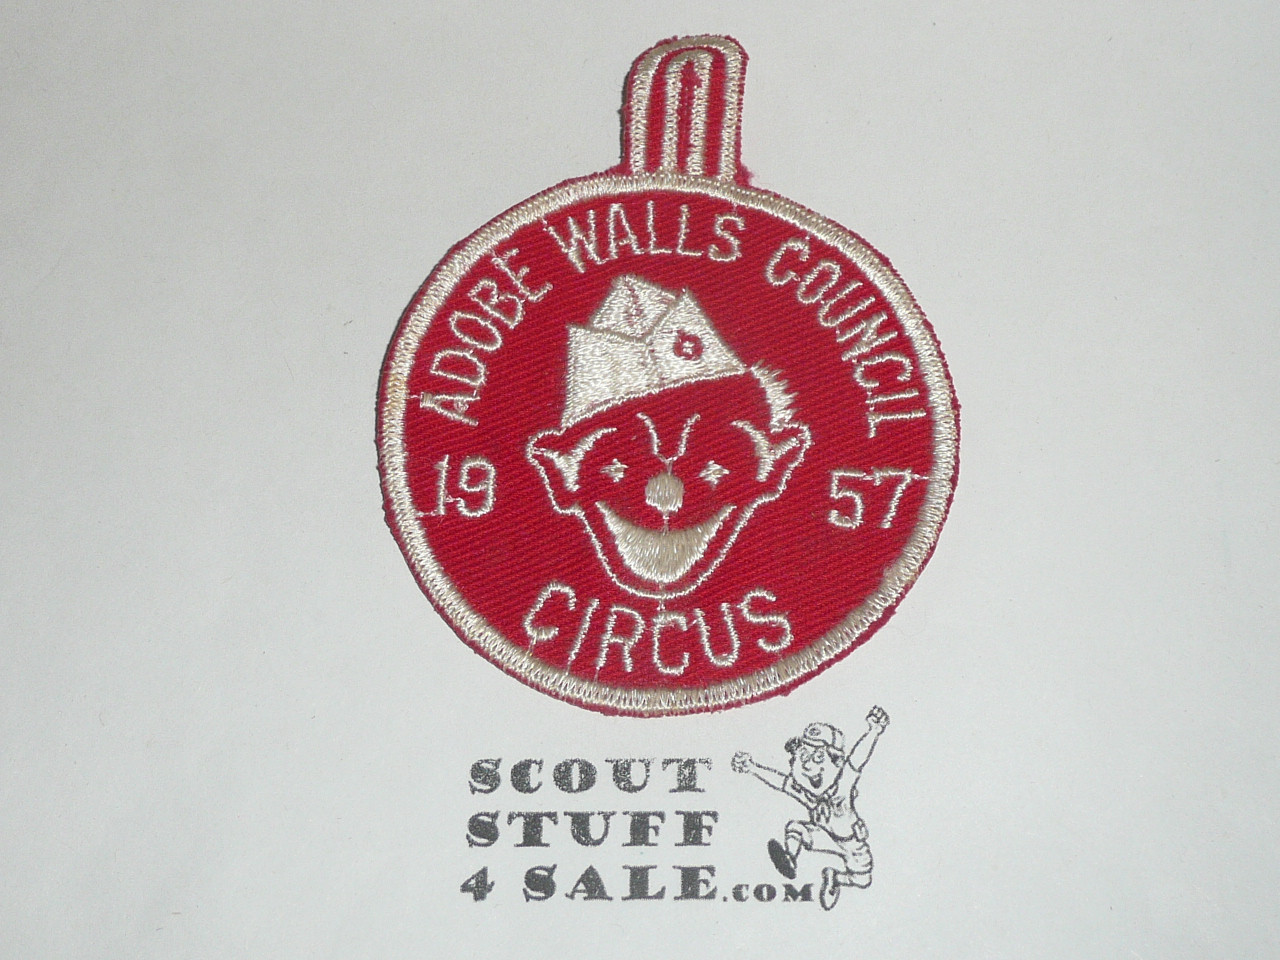 ADOBE WALLS COUNCIL
19 57
CIRCUS
SCOUT
STUFF
4 SALE.COM